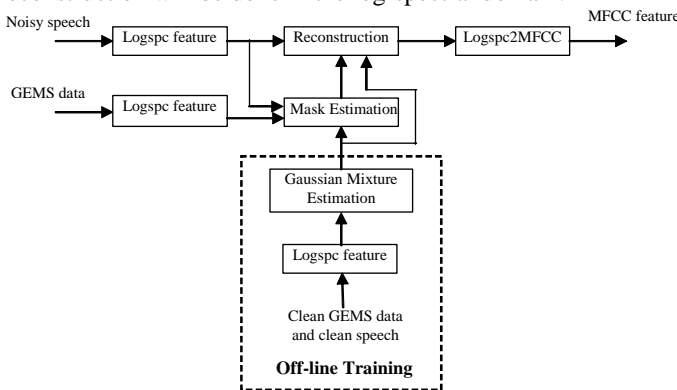 Noisy speech
Logspc feature
Reconstruction
Logspc2MFCC
MFCC feature
GEMS data
Logspc feature
Mask Estimation
Gaussian Mixture
Estimation
Logspc feature
Clean GEMS data
and clean speech
Off-line Training